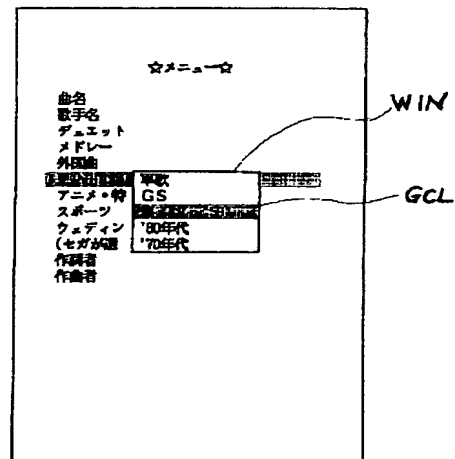 ☆メニュー☆
曲名
歌手名
デュエット
メドレー
外国曲
軍歌
アニメ・特
GS
スポーツ
ウェディン
'60年代
(セガが選
'70年代
作詞者
作曲者
WIN
GCL